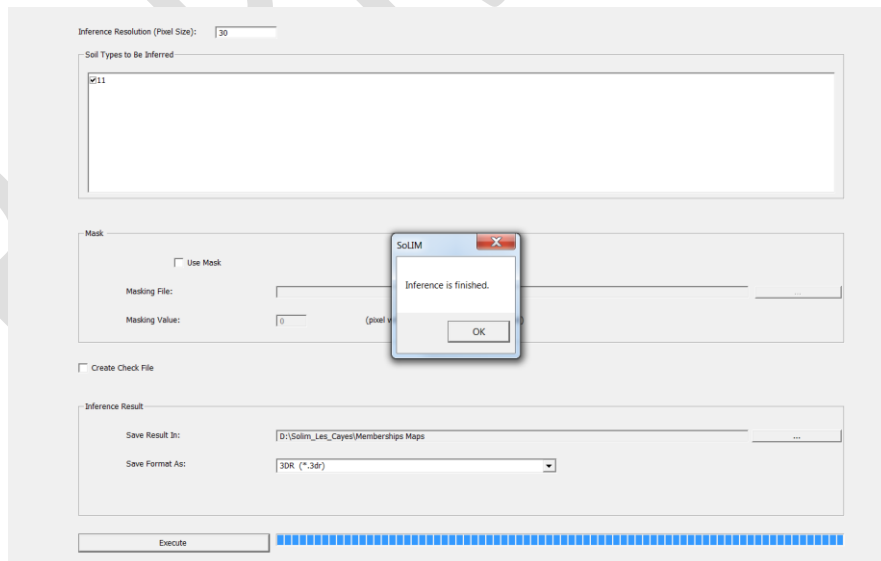 Inference Resolution (Pixel Size): 30
Soil Types to Be Inferred
11
Mask
Use Mask
Masking File: ...
Masking Value: 0 (pixel )
SoLIM
Inference is finished.
OK
Create Check File
Inference Result
Save Result In: D:\Solim_Les_Cayes\Memberships Maps ...
Save Format As: 3DR (*.3dr)
Execute